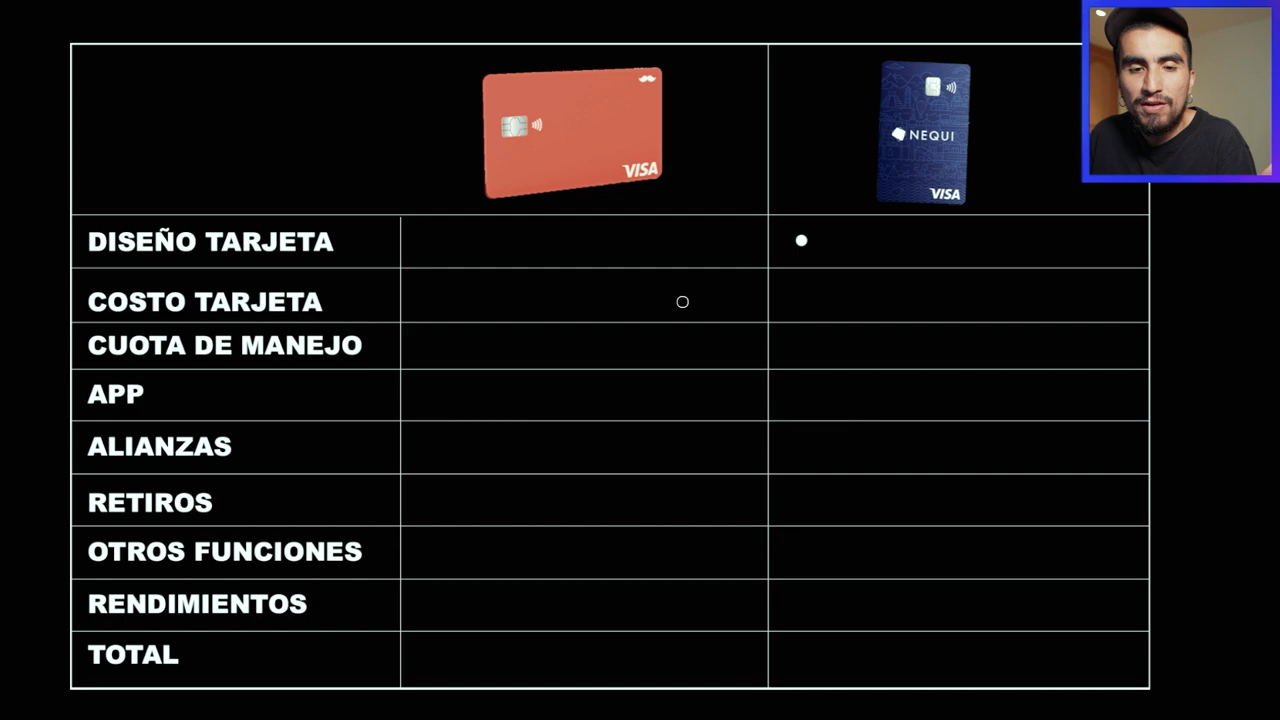 VISA
NEQUI
VISA
DISEÑO TARJETA
COSTO TARJETA
CUOTA DE MANEJO
APP
ALIANZAS
RETIROS
OTROS FUNCIONES
RENDIMIENTOS
TOTAL